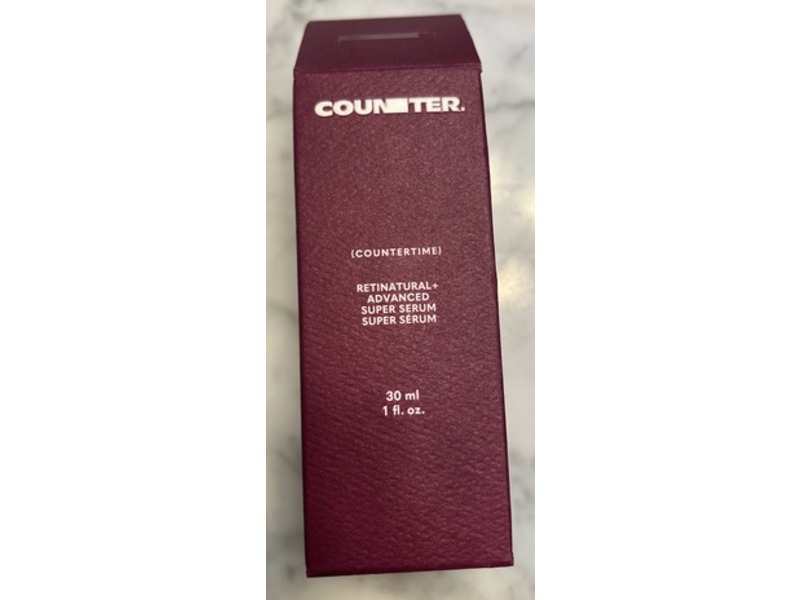 COUNTER.
(COUNTERTIME)
RETINATURAL+
ADVANCED
SUPER SERUM
SUPER SÉRUM
30 ml
1 fl. oz.